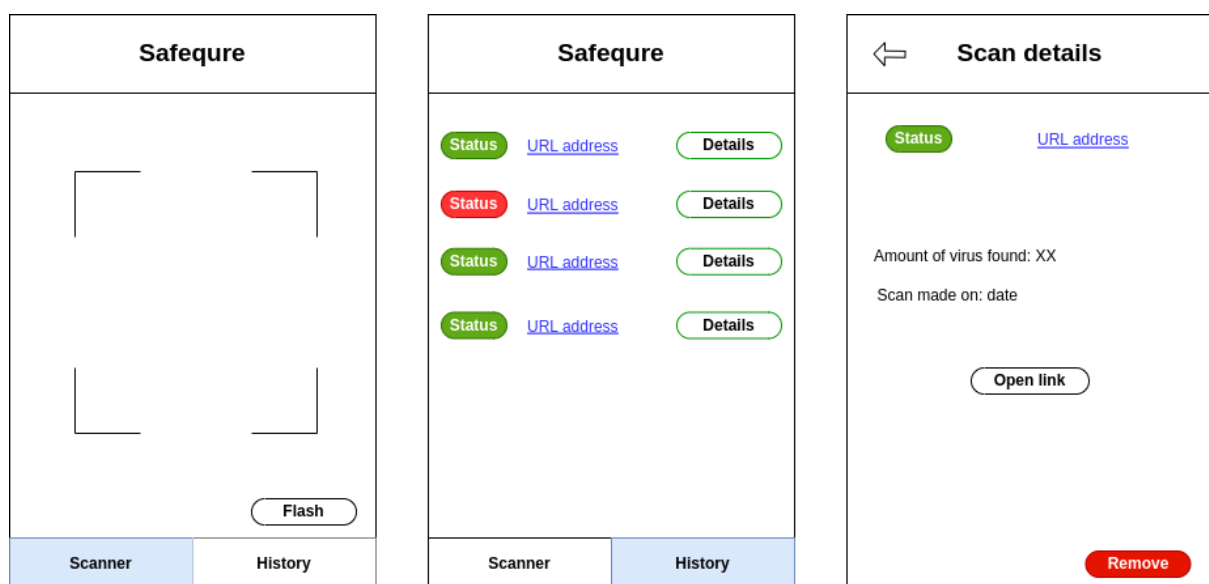 Safequre
Flash
Scanner History
Safequre
Status URL address Details
Status URL address Details
Status URL address Details
Status URL address Details
Scanner History
Scan details
Status URL address
Amount of virus found: XX
Scan made on: date
Open link
Remove